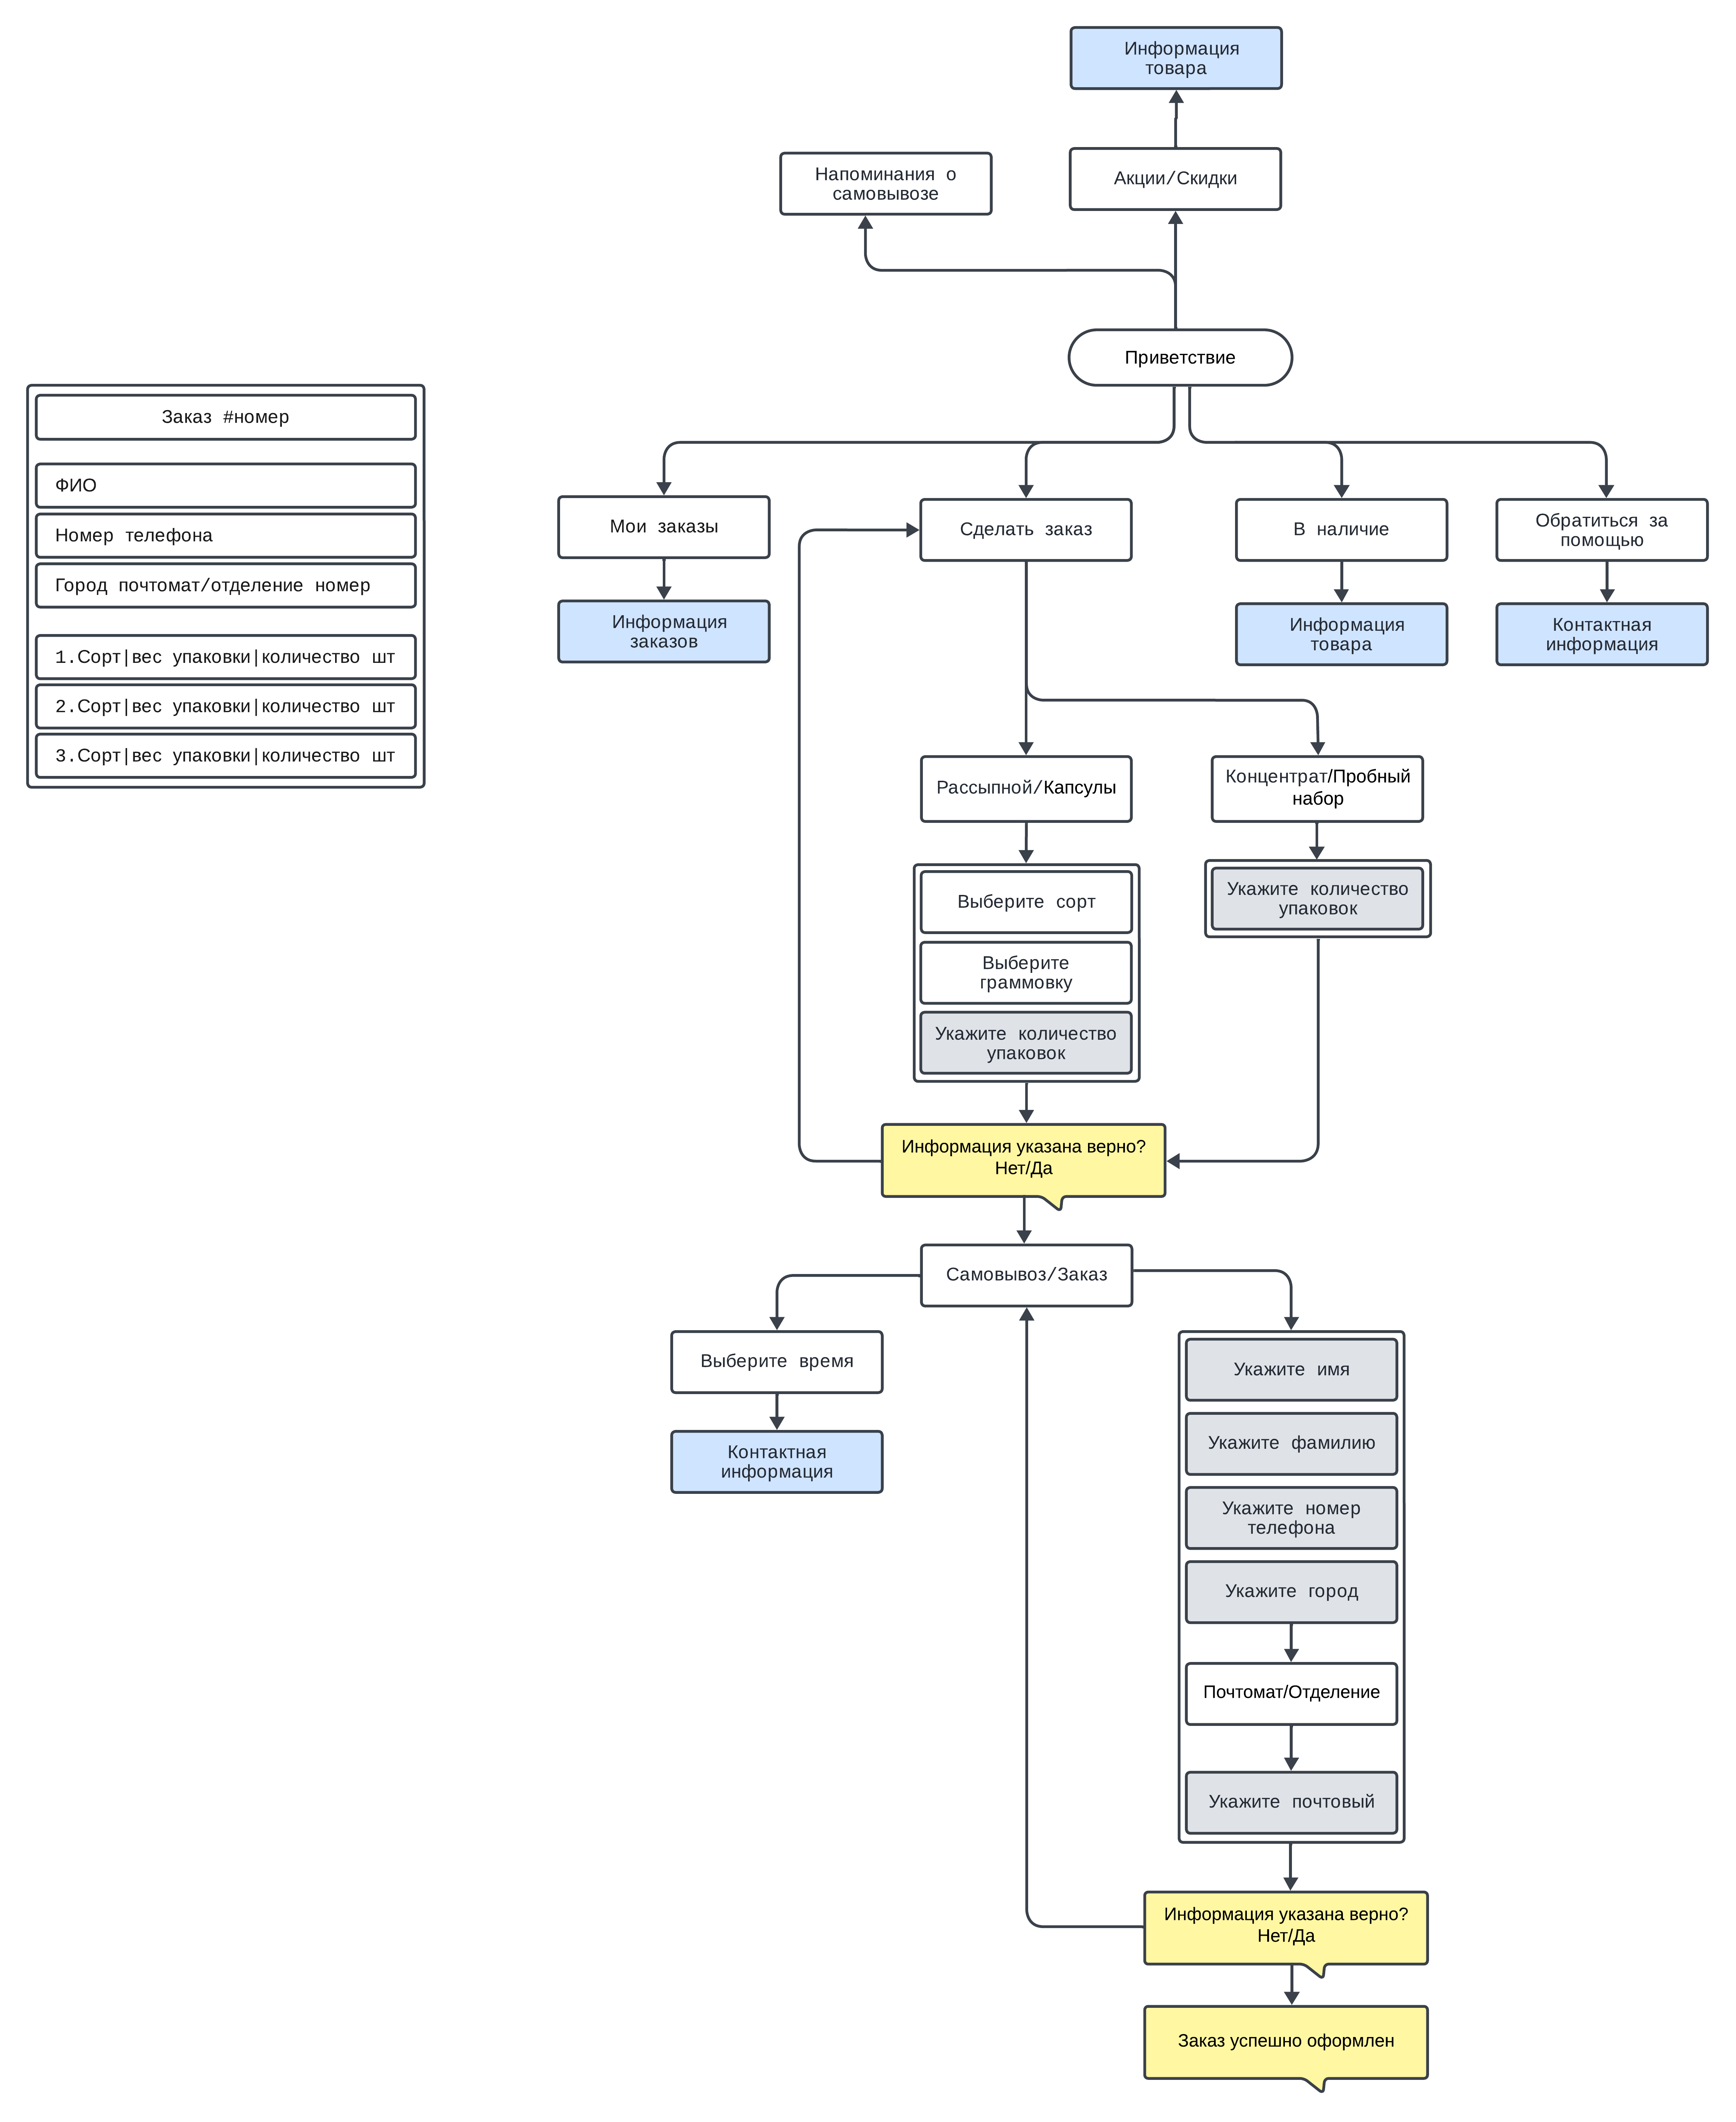 Информация
товара
Напоминания о
самовывозе
Акции/Скидки
Приветствие
Заказ #номер
ФИО
Номер телефона
Город почтомат/отделение номер
1.Сорт|вес упаковки|количество шт
2.Сорт|вес упаковки|количество шт
3.Сорт|вес упаковки|количество шт
Мои заказы
Сделать заказ
В наличие
Обратиться за
помощью
Информация
заказов
Информация
товара
Контактная
информация
Рассыпной/Капсулы
Концентрат/Пробный
набор
Выберите сорт
Выберите
граммовку
Укажите количество
упаковок
Укажите количество
упаковок
Информация указана верно?
Нет/Да
Самовывоз/Заказ
Выберите время
Контактная
информация
Укажите имя
Укажите фамилию
Укажите номер
телефона
Укажите город
Почтомат/Отделение
Укажите почтовый
Информация указана верно?
Нет/Да
Заказ успешно оформлен